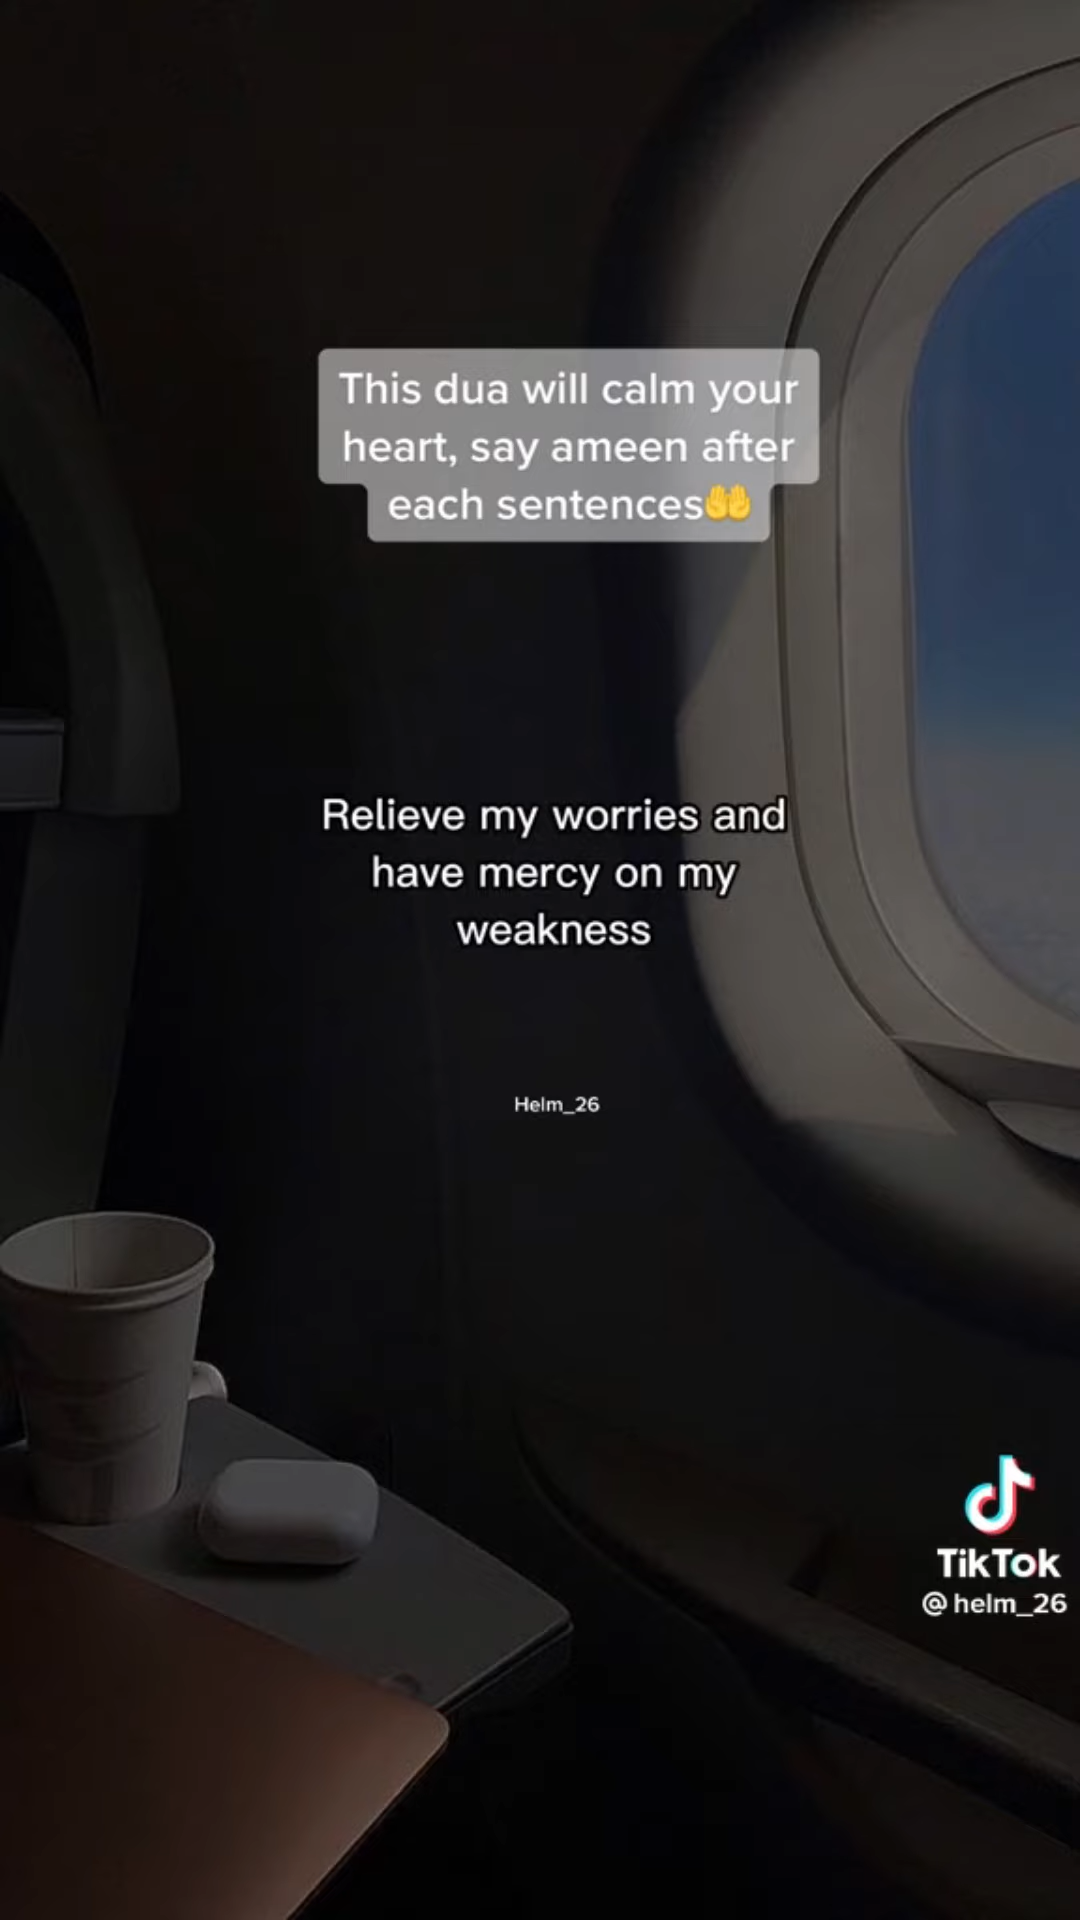 This dua will calm your
heart, say ameen after
each sentences🤲
Relieve my worries and
have mercy on my
weakness
Helm_26
TikTok
@helm_26